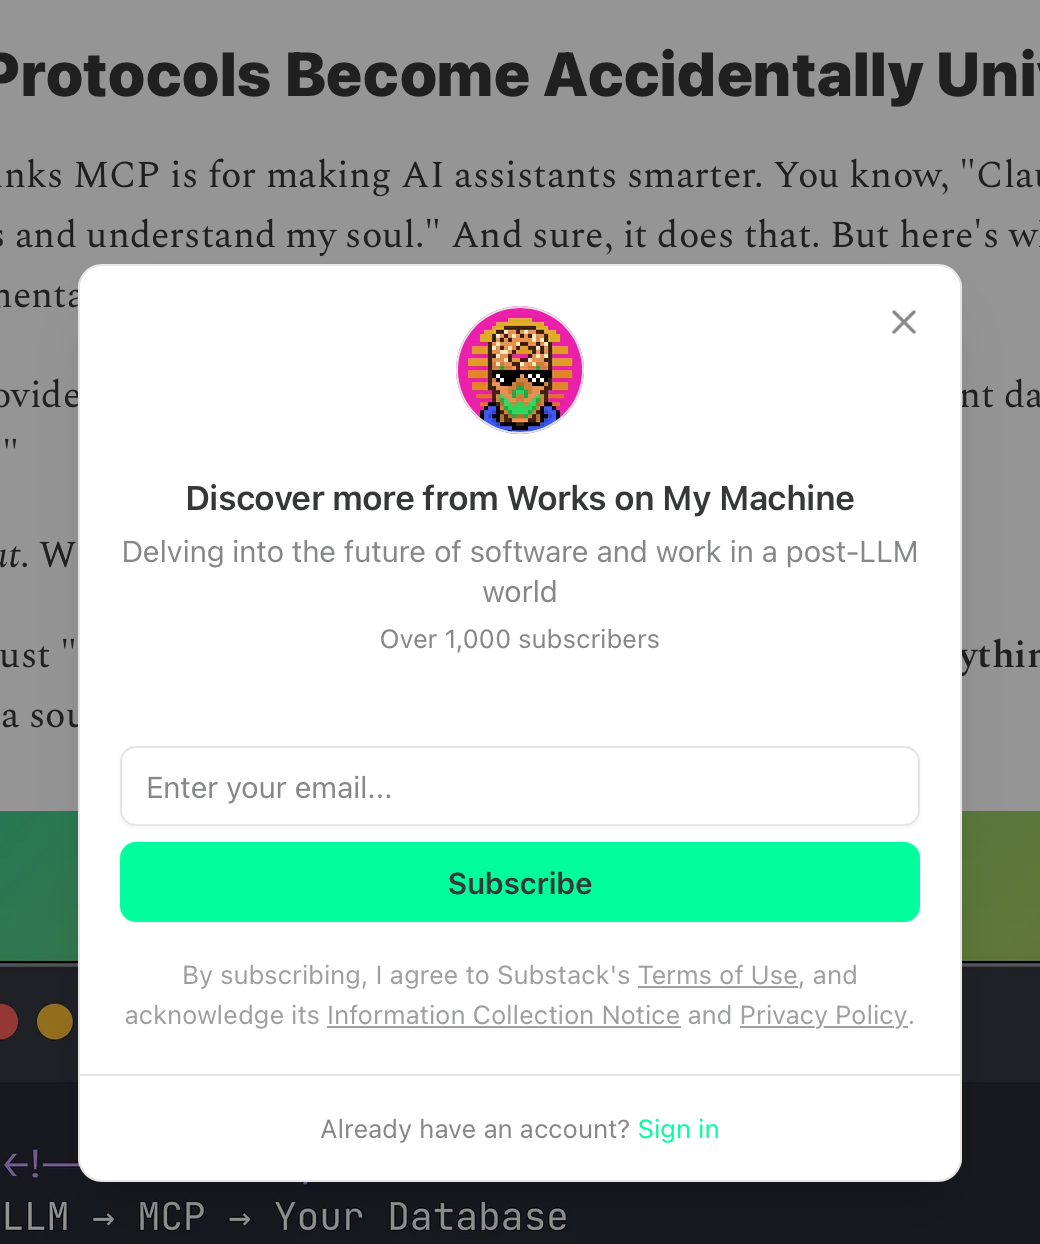 Protocols Become Accidentally
MCP is for making AI assistants smarter. You know,
and understand my soul." And sure, it does that. But here's
Discover more from Works on My Machine
Delving into the future of software and work in a post-LLM
world
Over 1,000 subscribers
"
W
ust "
a
Enter your email...
Subscribe
By subscribing, I agree to Substack's Terms of Use, and
acknowledge its Information Collection Notice and Privacy Policy.
Already have an account? Sign in
<!—
LLM → MCP → Your Database